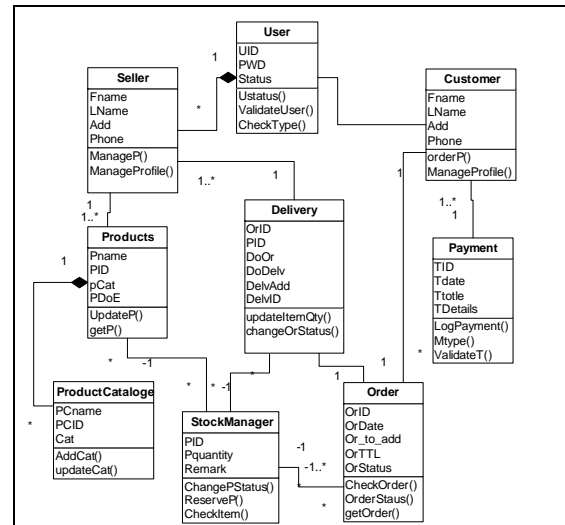 User
UID
PWD
Status
Ustatus()
ValidateUser()
CheckType()
1
*
Seller
Fname
LName
Add
Phone
ManageP()
ManageProfile()
Customer
Fname
LName
Add
Phone
orderP()
ManageProfile()
1..*
1
1
1..*
1
1..*
1
Delivery
OrID
PID
DoOr
DoDelv
DelvAdd
DelvID
updateItemQty()
changeOrStatus()
Products
Pname
PID
pCat
PDoE
UpdateP()
getP()
1
Payment
TID
Tdate
Ttotle
TDetails
LogPayment()
Mtype()
ValidateT()
*
*
-1
*
*
-1
*
1
1
ProductCataloge
PCname
PCID
Cat
AddCat()
updateCat()
*
StockManager
PID
Pquantity
Remark
ChangePStatus()
ReserveP()
CheckItem()
-1
-1..*
*
*
Order
OrID
OrDate
Or_to_add
OrTTL
OrStatus
CheckOrder()
OrderStaus()
getOrder()